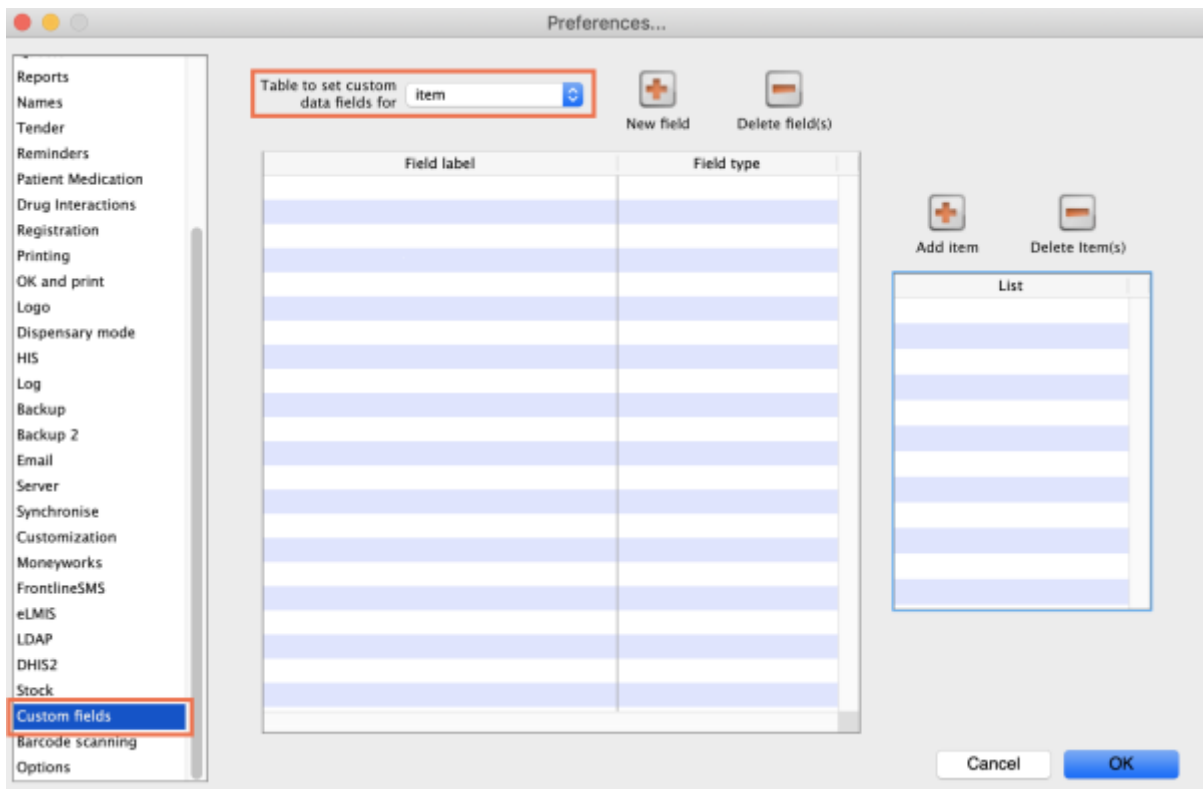 Preferences...
Reports
Names
Tender
Reminders
Patient Medication
Drug Interactions
Registration
Printing
OK and print
Logo
Dispensary mode
HIS
Log
Backup
Backup 2
Email
Server
Synchronise
Customization
Moneyworks
FrontlineSMS
eLMIS
LDAP
DHIS2
Stock
Custom fields
Barcode scanning
Options
Table to set custom
data fields for
item
New field
Delete field(s)
Field label
Field type
Add item
Delete Item(s)
List
Cancel
OK